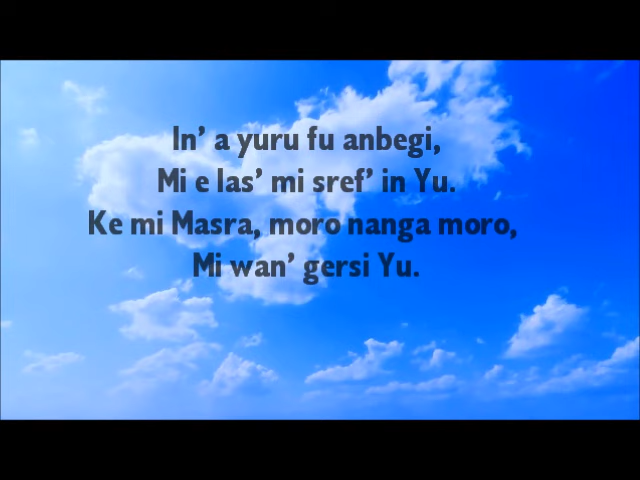 In’ a yuru fu anbegi,
Mi e las’ mi sref’ in Yu.
Ke mi Masra, moro nanga moro,
Mi wan’ gersi Yu.